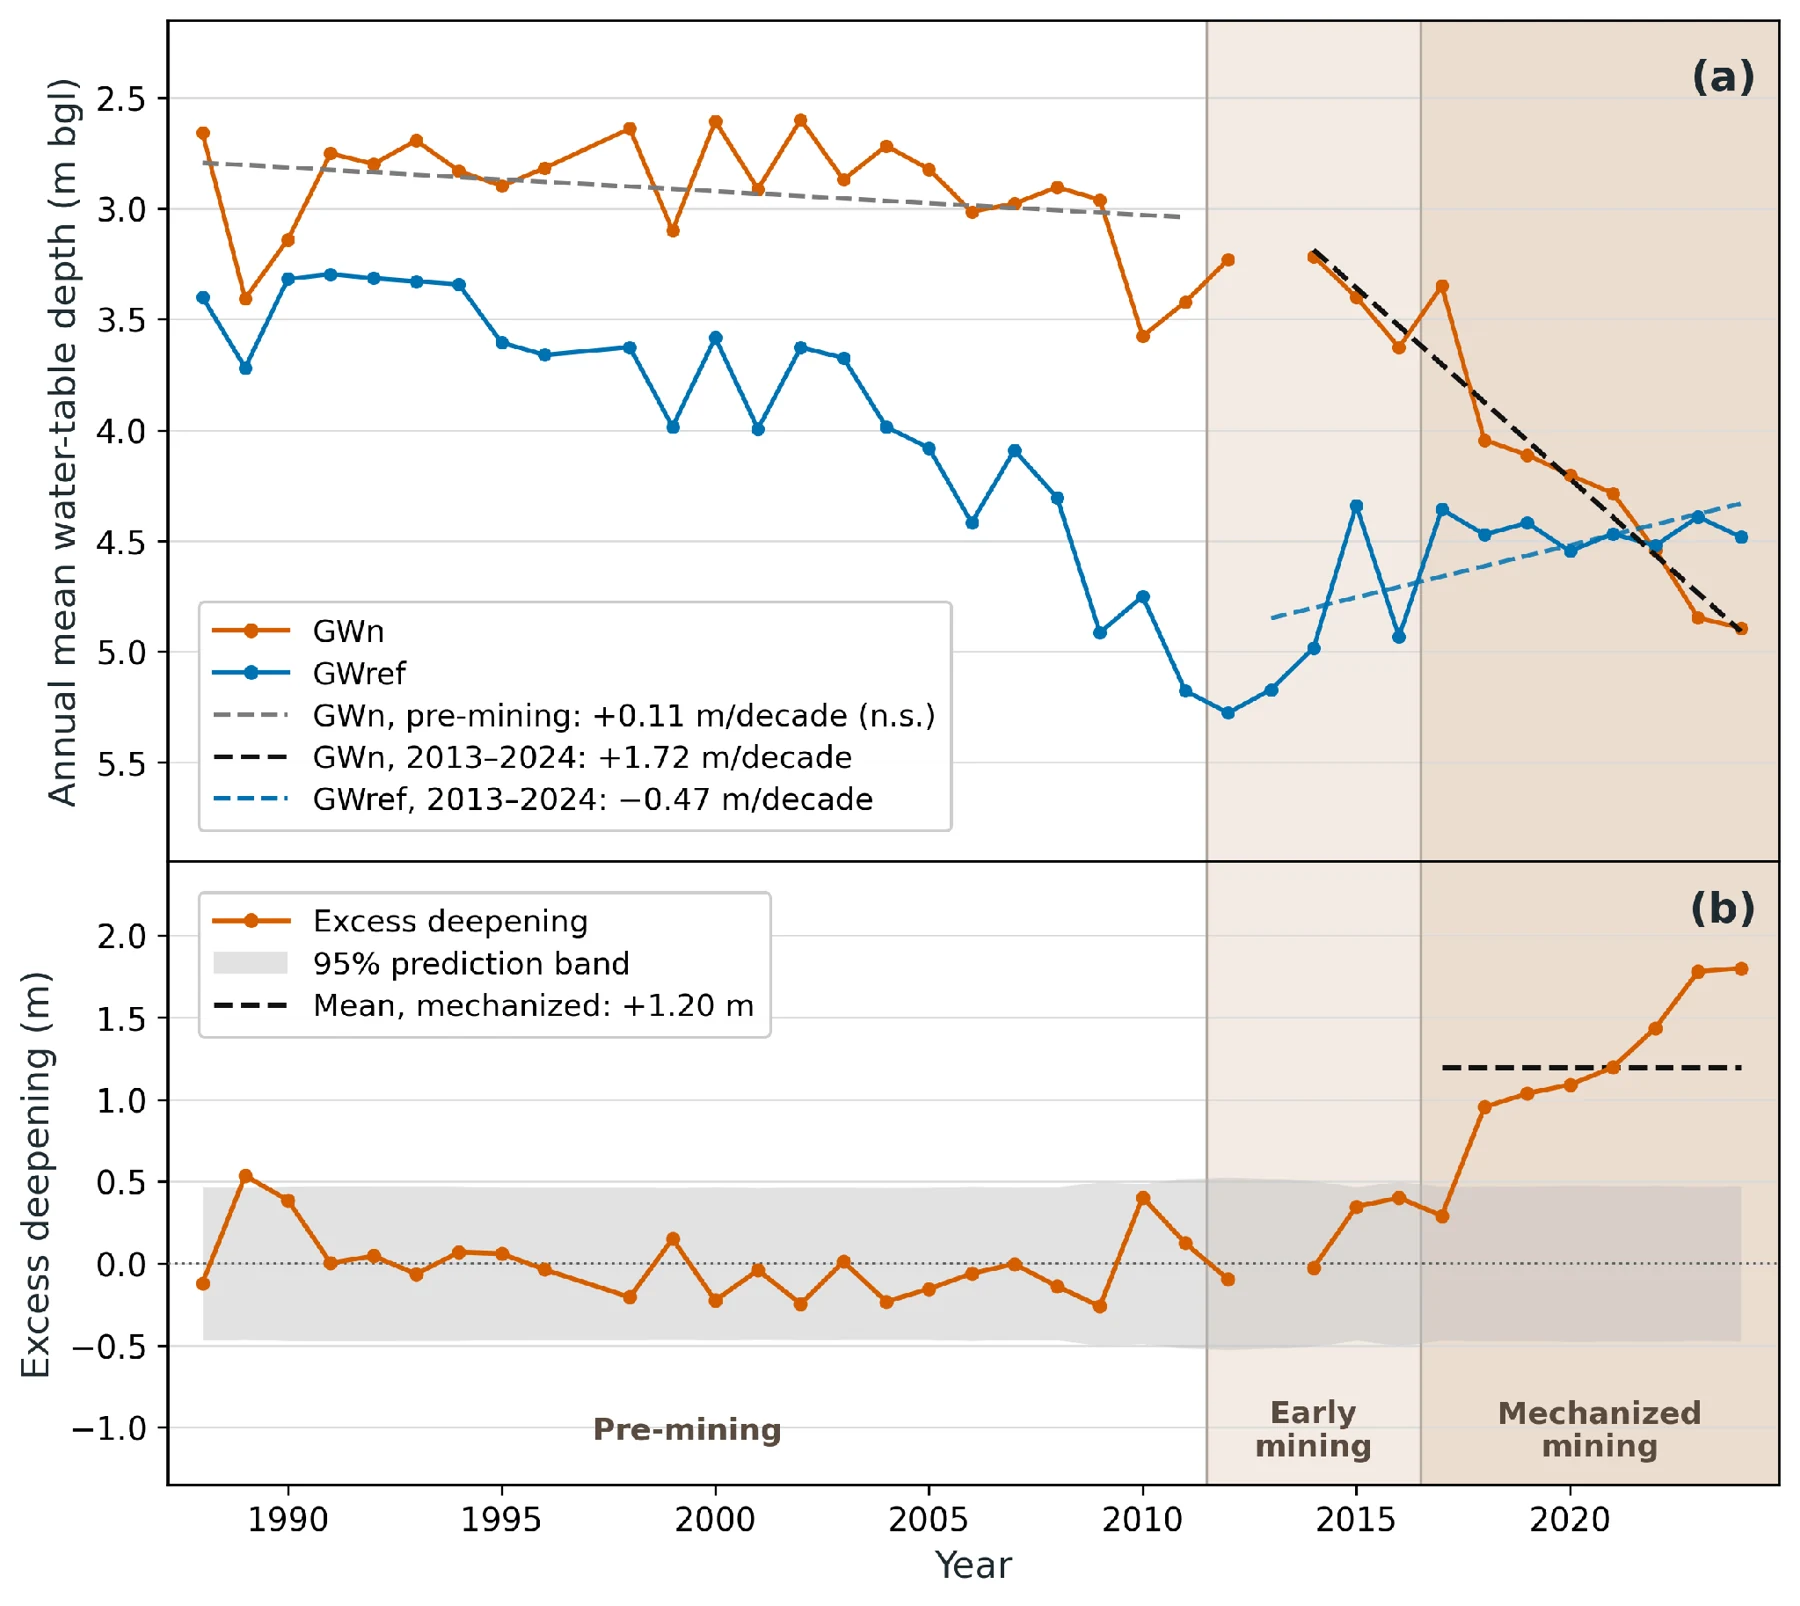 (a)
Annual mean water-table depth (m bgl)
2.5
3.0
3.5
4.0
4.5
5.0
5.5
GWn
GWref
GWn, pre-mining: +0.11 m/decade (n.s.)
GWn, 2013–2024: +1.72 m/decade
GWref, 2013–2024: −0.47 m/decade
(b)
Excess deepening (m)
2.0
1.5
1.0
0.5
0.0
−0.5
−1.0
Excess deepening
95% prediction band
Mean, mechanized: +1.20 m
Pre-mining
Early
mining
Mechanized
mining
1990
1995
2000
2005
2010
2015
2020
Year